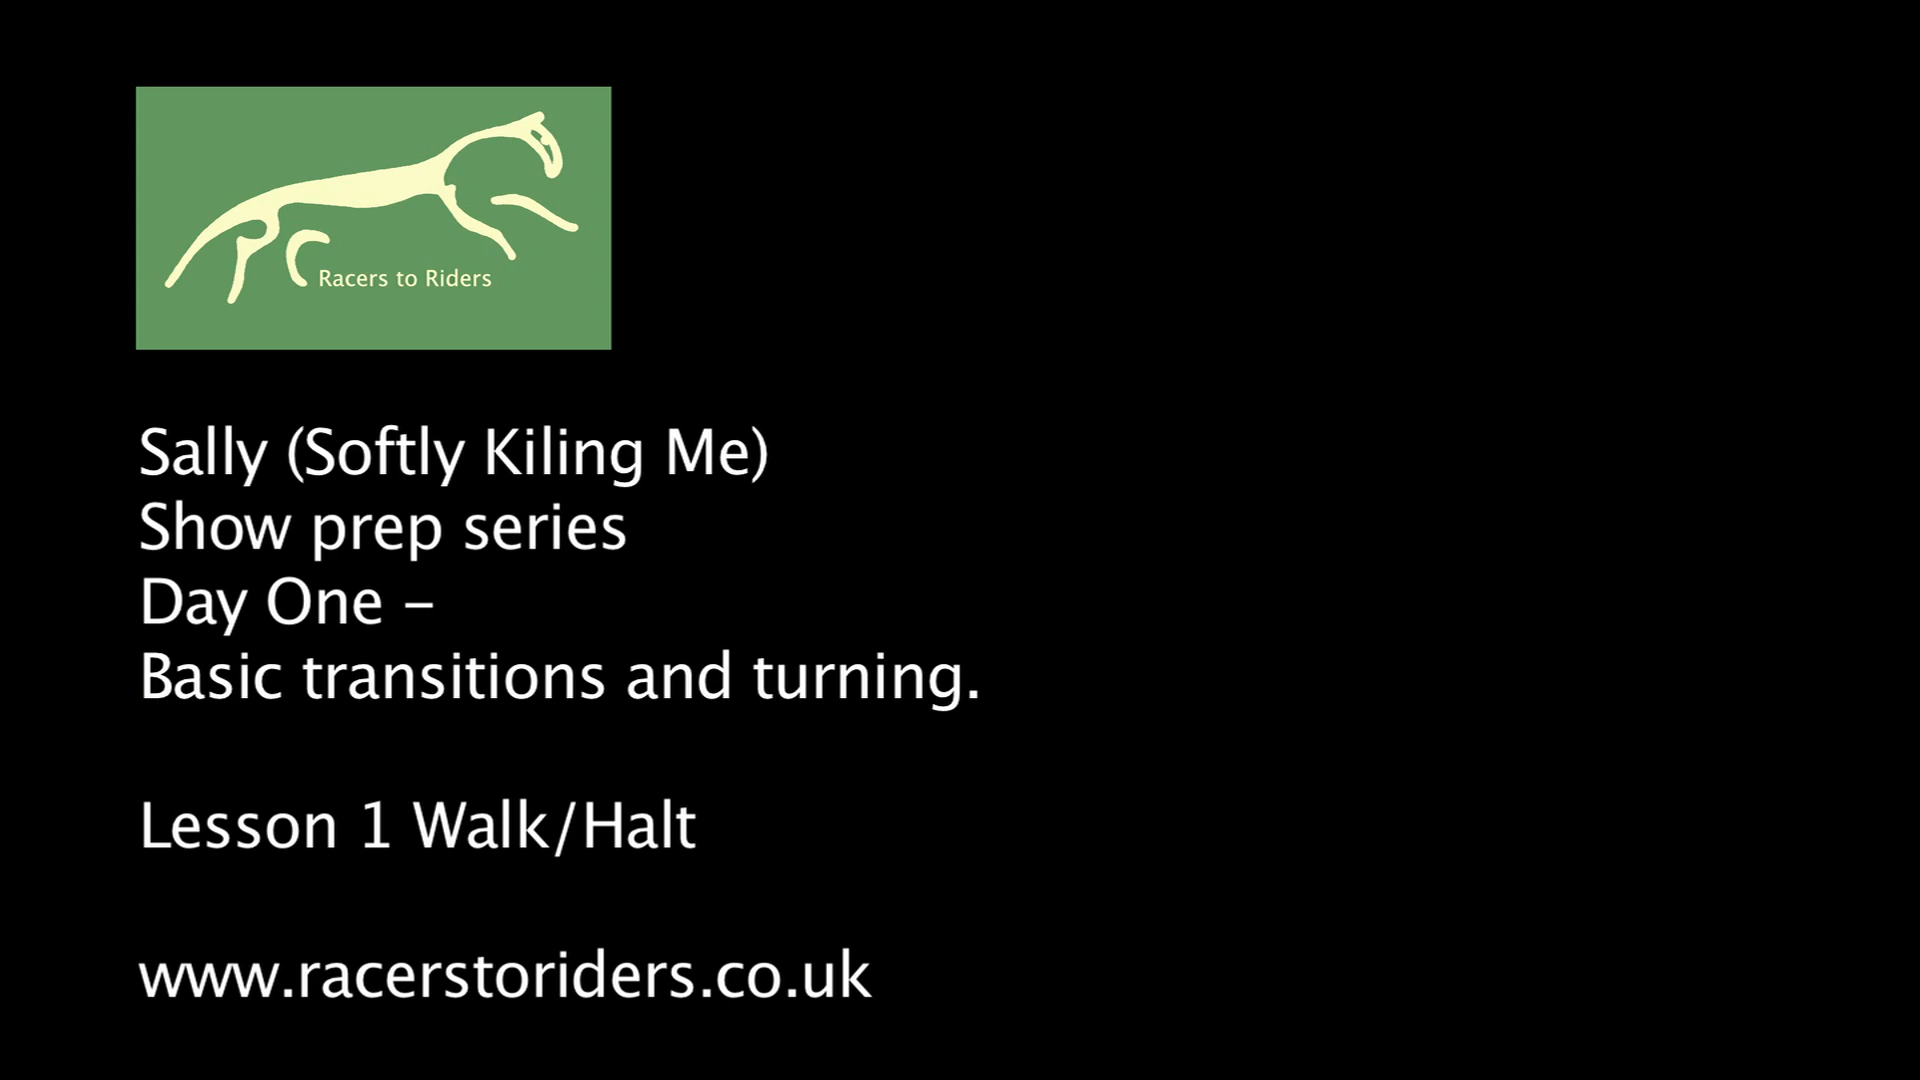 Racers to Riders
Sally (Softly Kiling Me)
Show prep series
Day One –
Basic transitions and turning.
Lesson 1 Walk/Halt
www.racerstoriders.co.uk